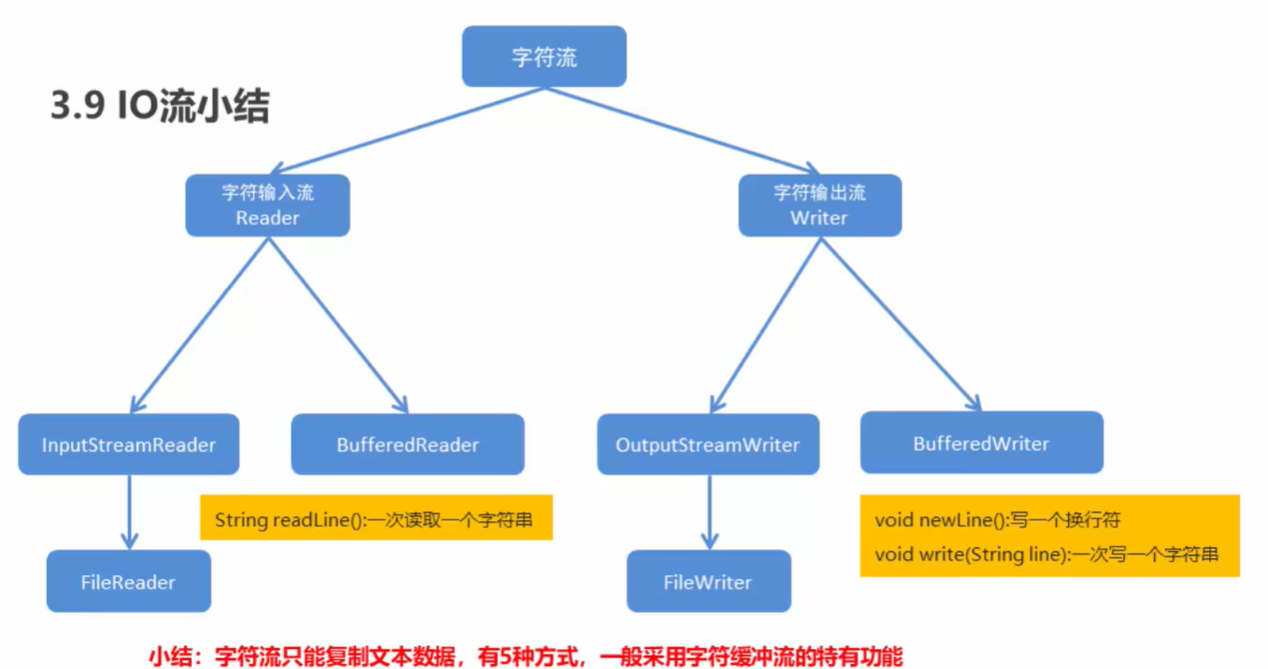 字符流
3.9 IO流小结
字符输入流
Reader
字符输出流
Writer
InputStreamReader
BufferedReader
OutputStreamWriter
BufferedWriter
String readLine():一次读取一个字符串
void newLine():写一个换行符
void write(String line):一次写一个字符串
FileReader
FileWriter
小结：字符流只能复制文本数据，有5种方式，一般采用字符缓冲流的特有功能